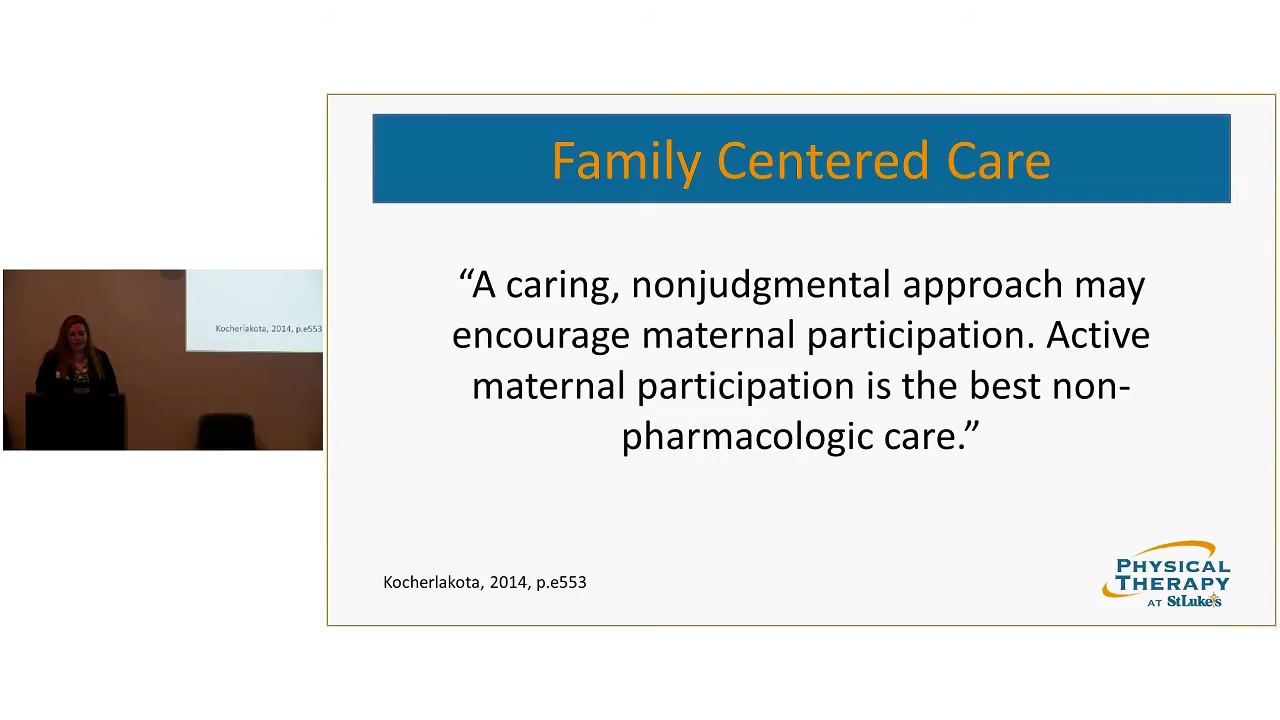 Family Centered Care
“A caring, nonjudgmental approach may
encourage maternal participation. Active
maternal participation is the best non-
pharmacologic care.”
Kocherlakota, 2014, p.e553
PHYSICAL
THERAPY
AT StLuke's
Kocherlakota, 2014, p.e553